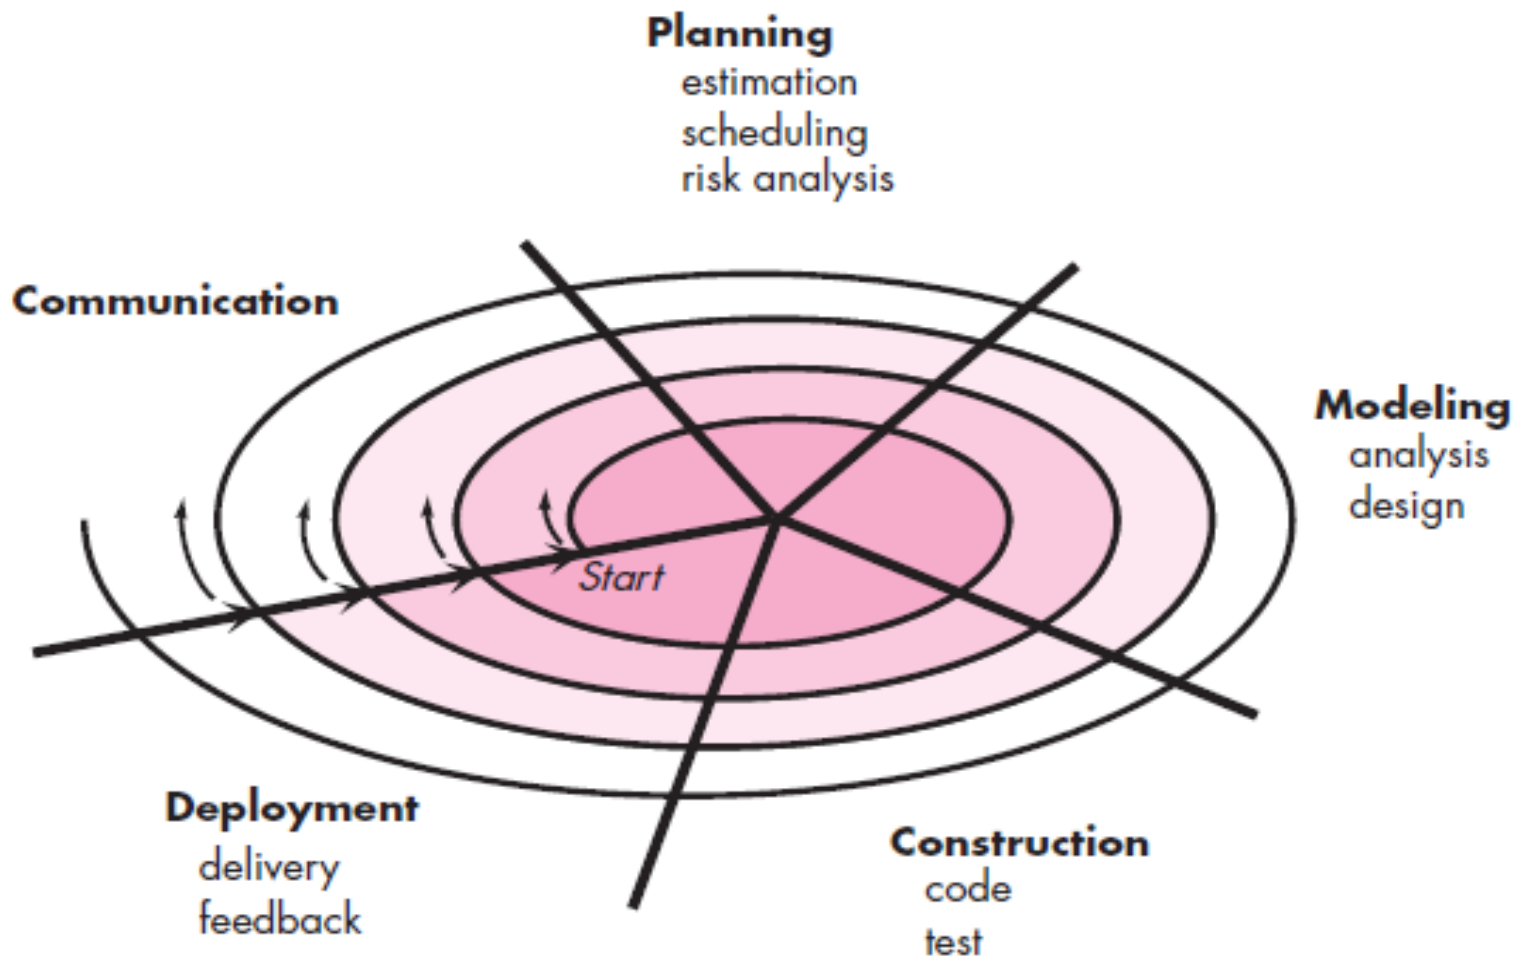 Planning
estimation
scheduling
risk analysis
Communication
Modeling
analysis
design
Start
Deployment
delivery
feedback
Construction
code
test